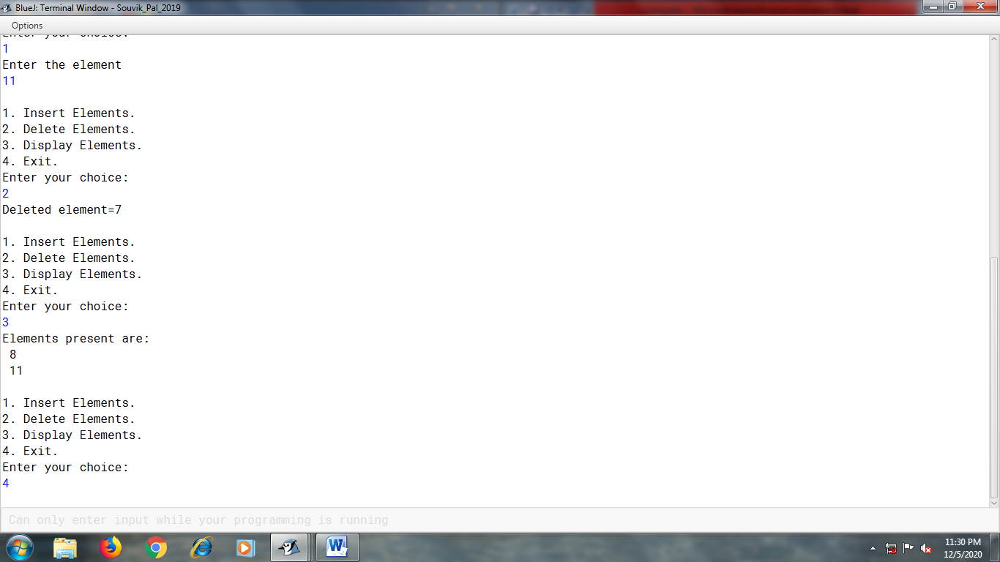 BlueJ: Terminal Window - Souvik_Pal_2019
Options
Enter your choice:
1
Enter the element
11
1. Insert Elements.
2. Delete Elements.
3. Display Elements.
4. Exit.
Enter your choice:
2
Deleted element=7
1. Insert Elements.
2. Delete Elements.
3. Display Elements.
4. Exit.
Enter your choice:
3
Elements present are:
8
11
1. Insert Elements.
2. Delete Elements.
3. Display Elements.
4. Exit.
Enter your choice:
4
Can only enter input while your programming is running
11:30 PM
12/5/2020